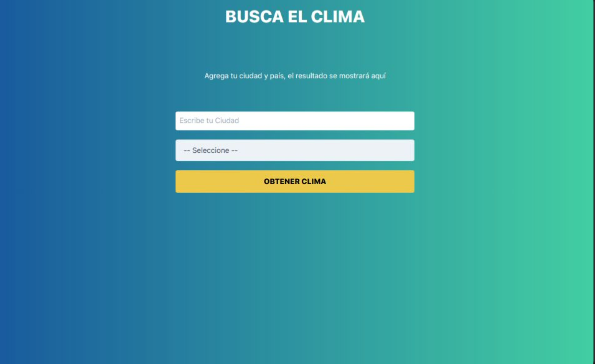 BUSCA EL CLIMA
Agrega tu ciudad y país, el resultado se mostrará aquí
Escribe tu Ciudad
-- Seleccione --
OBTENER CLIMA